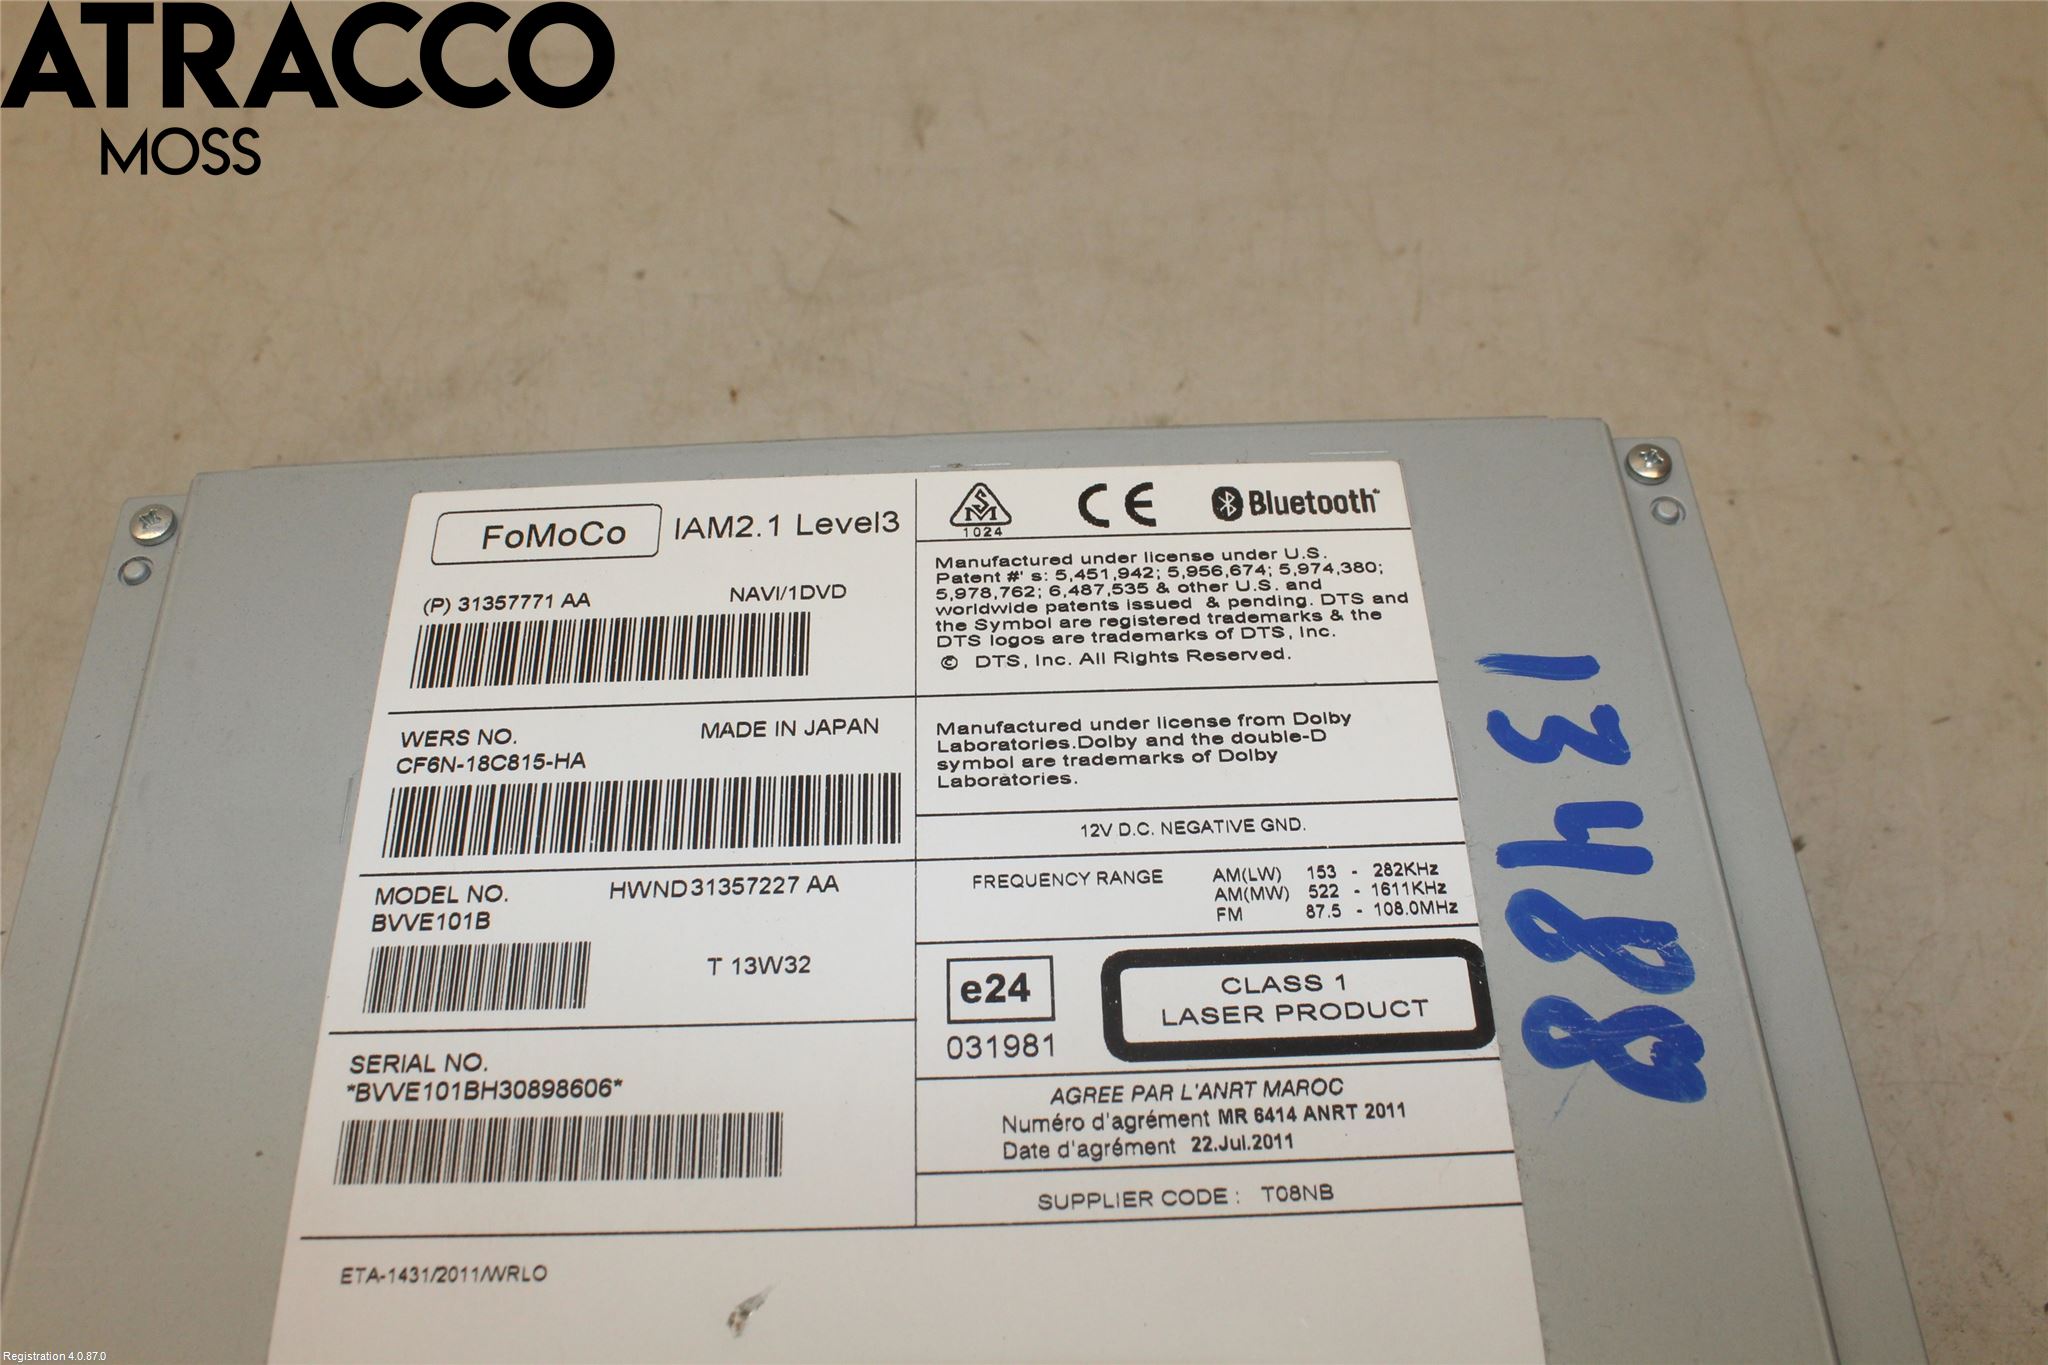 ATRACCO
MOSS
FoMoCo
IAM2.1 Level3
(P) 31357771 AA
NAVI/1DVD
WERS NO.
MADE IN JAPAN
CF6N-18C815-HA
MODEL NO.
HWND31357227 AA
BVVE101B
T 13W32
SERIAL NO.
*BVVE101BH30898606*
ETA-1431/2011/WRLO
SM
1024
CE
Bluetooth
Manufactured under license under U.S.
Patent #' s: 5,451,942; 5,956,674; 5,974,380;
5,978,762; 6,487,535 & other U.S. and
worldwide patents issued & pending. DTS and
the Symbol are registered trademarks & the
DTS logos are trademarks of DTS, Inc.
© DTS, Inc. All Rights Reserved.
Manufactured under license from Dolby
Laboratories.Dolby and the double-D
symbol are trademarks of Dolby
Laboratories.
12V D.C. NEGATIVE GND.
FREQUENCY RANGE
AM(LW) 153 - 282KHz
AM(MW) 522 - 1611KHz
FM 87.5 - 108.0MHz
e24
031981
CLASS 1
LASER PRODUCT
AGREE PAR L'ANRT MAROC
Numéro d'agrément MR 6414 ANRT 2011
Date d'agrément 22.Jul.2011
SUPPLIER CODE : T08NB
13488
Registration 4.0.87.0